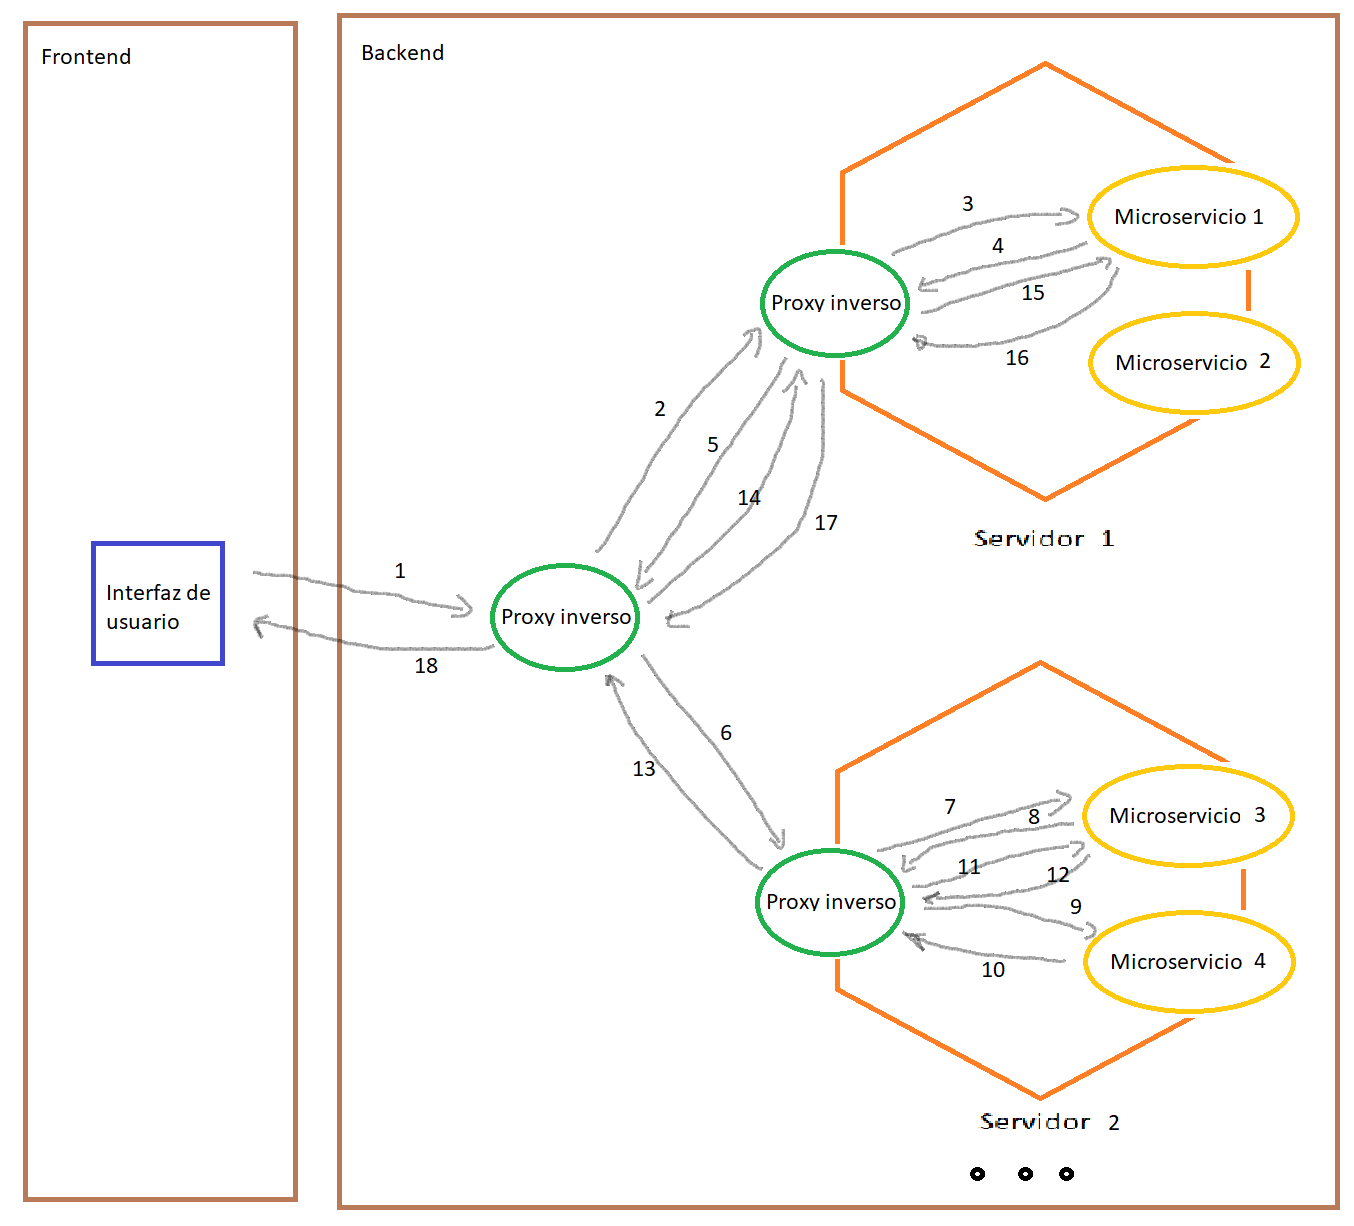 Frontend
Backend
3
Microservicio 1
4
15
Proxy inverso
16
Microservicio 2
2
5
14
17
Servidor 1
1
Interfaz de
usuario
Proxy inverso
18
6
13
7
8
Microservicio 3
11
12
Proxy inverso
9
10
Microservicio 4
Servidor 2